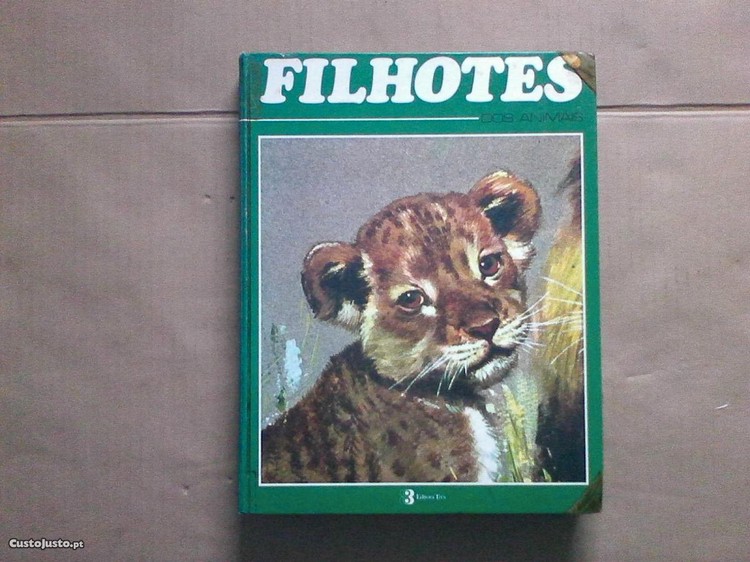 FILHOTES
DOS ANIMAIS
3 Editora Três
CustoJusto.pt